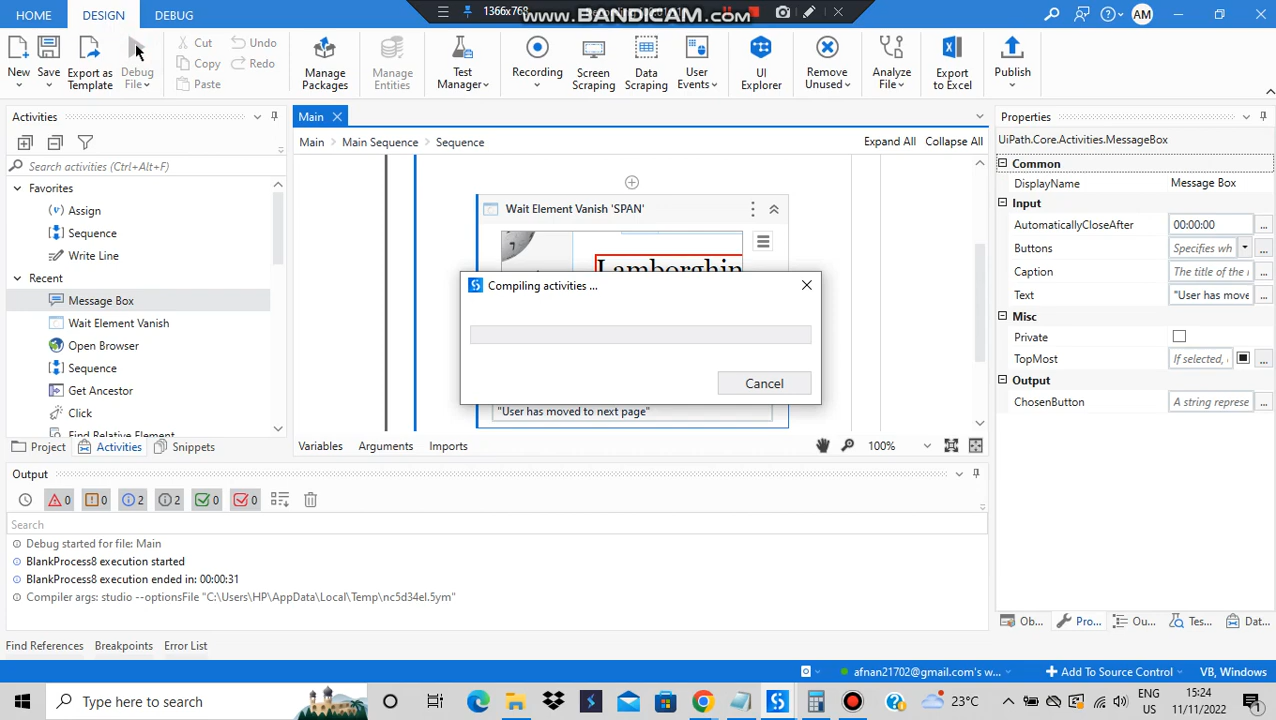 HOME
DESIGN
DEBUG
1366x768
www.BANDICAM.com
AM
New
Save
Export as Template
Debug File
Cut
Copy
Paste
Undo
Redo
Manage Packages
Manage Entities
Test Manager
Recording
Screen Scraping
Data Scraping
User Events
UI Explorer
Remove Unused
Analyze File
Export to Excel
Publish
Activities
Search activities (Ctrl+Alt+F)
Favorites
Assign
Sequence
Write Line
Recent
Message Box
Wait Element Vanish
Open Browser
Sequence
Get Ancestor
Click
Find Relative Element
Project
Activities
Snippets
Main
Main
Main Sequence
Sequence
Expand All
Collapse All
Wait Element Vanish 'SPAN'
Lamborghin
Compiling activities ...
Cancel
"User has moved to next page"
Variables
Arguments
Imports
100%
Properties
UiPath.Core.Activities.MessageBox
Common
DisplayName
Message Box
Input
AutomaticallyCloseAfter
00:00:00
Buttons
Specifies wh
Caption
The title of the
Text
"User has move
Misc
Private
TopMost
If selected,
Output
ChosenButton
A string represe
Ob...
Pro...
Ou...
Tes...
Dat...
Output
0
0
2
2
0
0
Search
Debug started for file: Main
BlankProcess8 execution started
BlankProcess8 execution ended in: 00:00:31
Compiler args: studio --optionsFile "C:\Users\HP\AppData\Local\Temp\nc5d34el.5ym"
Find References
Breakpoints
Error List
afnan21702@gmail.com's w...
Add To Source Control
VB, Windows
Type here to search
23°C
ENG
PK
15:24
11/11/2022
1